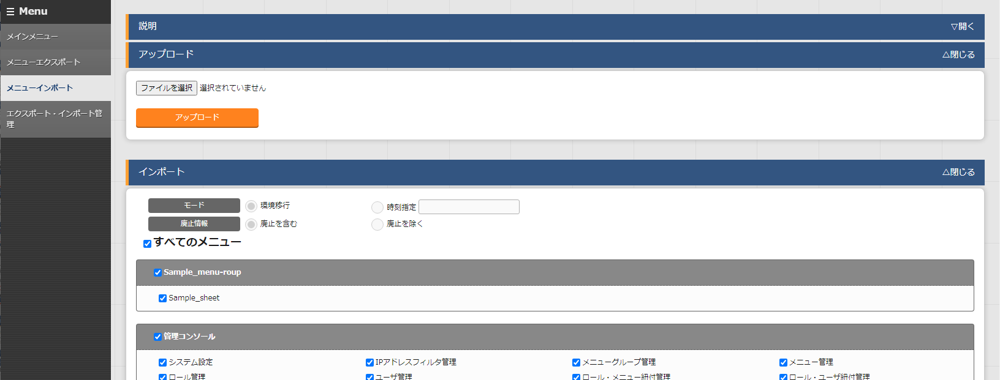 ☰ Menu
メインメニュー
メニューエクスポート
メニューインポート
エクスポート・インポート管
理
説明 ▽開く
アップロード △閉じる
ファイルを選択 選択されていません
アップロード
インポート △閉じる
モード 環境移行 時刻指定
廃止情報 廃止を含む 廃止を除く
すべてのメニュー
Sample_menu-roup
Sample_sheet
管理コンソール
システム設定 IPアドレスフィルタ管理 メニューグループ管理 メニュー管理
ロール管理 ユーザ管理 ロール・メニュー紐付管理 ロール・ユーザ紐付管理